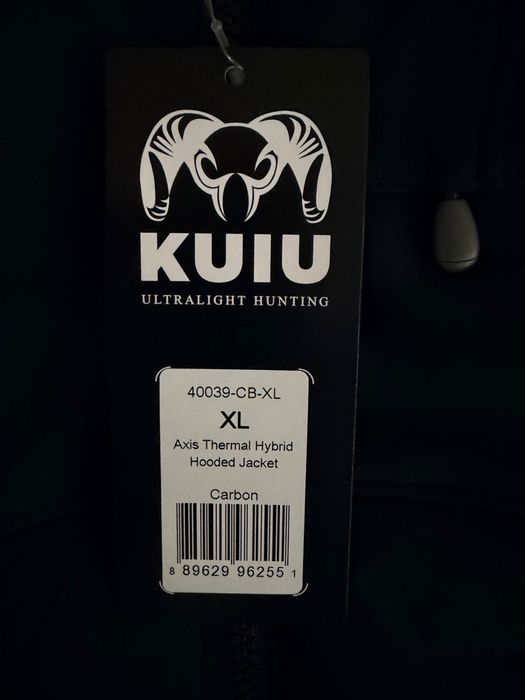 KUIU
ULTRALIGHT HUNTING
40039-CB-XL
XL
Axis Thermal Hybrid
Hooded Jacket
Carbon
8 89629 96255 1